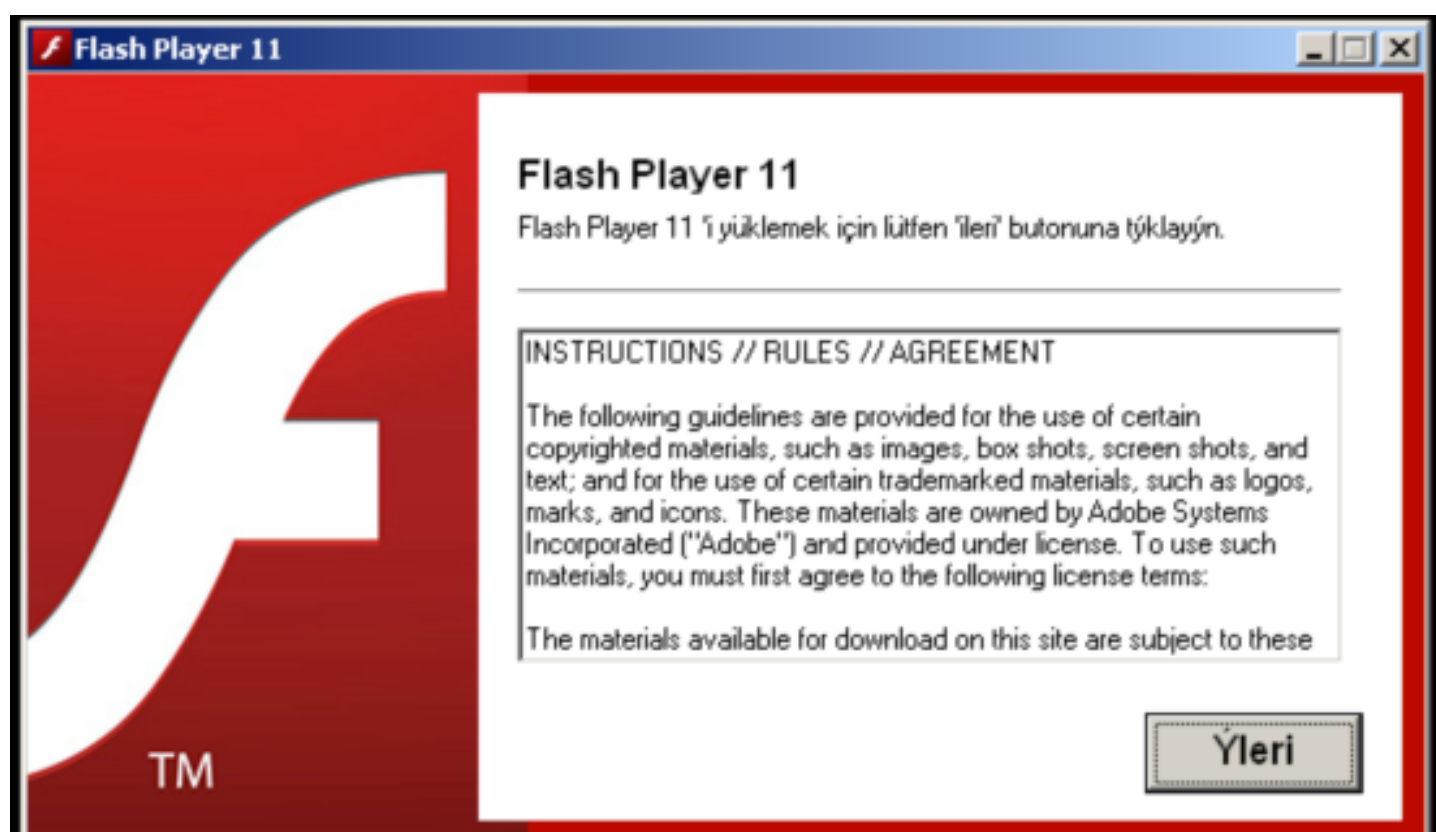 Flash Player 11
Flash Player 11
Flash Player 11 'i yüklemek için lütfen 'ileri' butonuna týklayýn.
INSTRUCTIONS // RULES // AGREEMENT
The following guidelines are provided for the use of certain
copyrighted materials, such as images, box shots, screen shots, and
text; and for the use of certain trademarked materials, such as logos,
marks, and icons. These materials are owned by Adobe Systems
Incorporated ("Adobe") and provided under license. To use such
materials, you must first agree to the following license terms:
The materials available for download on this site are subject to these
Ýleri
TM